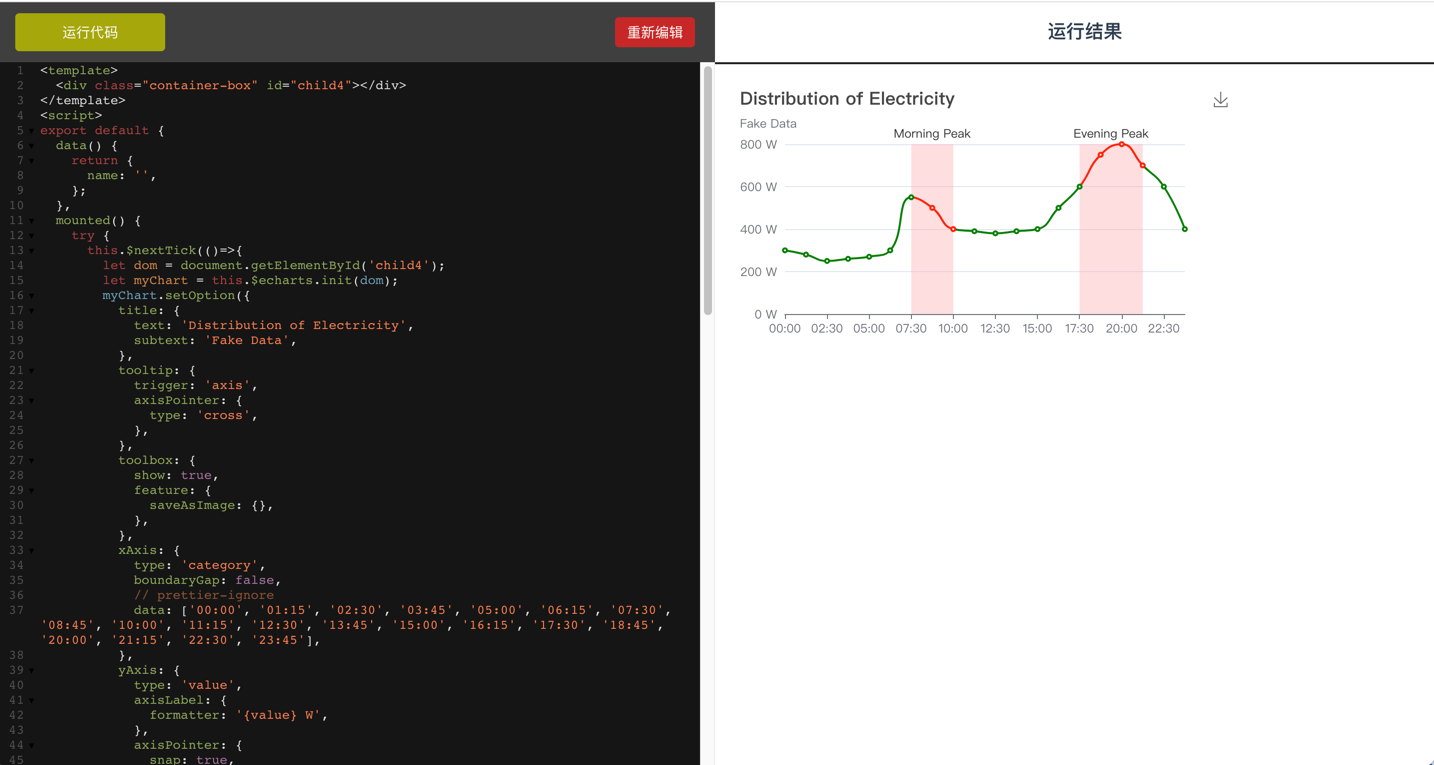 运行代码
重新编辑
1 <template>
2 <div class="container-box" id="child4"></div>
3 </template>
4 <script>
5 export default {
6 data() {
7 return {
8 name: '',
9 };
10 },
11 mounted() {
12 try {
13 this.$nextTick(()=>{
14 let dom = document.getElementById('child4');
15 let myChart = this.$echarts.init(dom);
16 myChart.setOption({
17 title: {
18 text: 'Distribution of Electricity',
19 subtext: 'Fake Data',
20 },
21 tooltip: {
22 trigger: 'axis',
23 axisPointer: {
24 type: 'cross',
25 },
26 },
27 toolbox: {
28 show: true,
29 feature: {
30 saveAsImage: {},
31 },
32 },
33 xAxis: {
34 type: 'category',
35 boundaryGap: false,
36 // prettier-ignore
37 data: ['00:00', '01:15', '02:30', '03:45', '05:00', '06:15', '07:30',
'08:45', '10:00', '11:15', '12:30', '13:45', '15:00', '16:15', '17:30', '18:45',
'20:00', '21:15', '22:30', '23:45'],
38 },
39 yAxis: {
40 type: 'value',
41 axisLabel: {
42 formatter: '{value} W',
43 },
44 axisPointer: {
45 snap: true,
运行结果
Distribution of Electricity
Fake Data
Morning Peak
Evening Peak
800 W
600 W
400 W
200 W
0 W
00:00 02:30 05:00 07:30 10:00 12:30 15:00 17:30 20:00 22:30